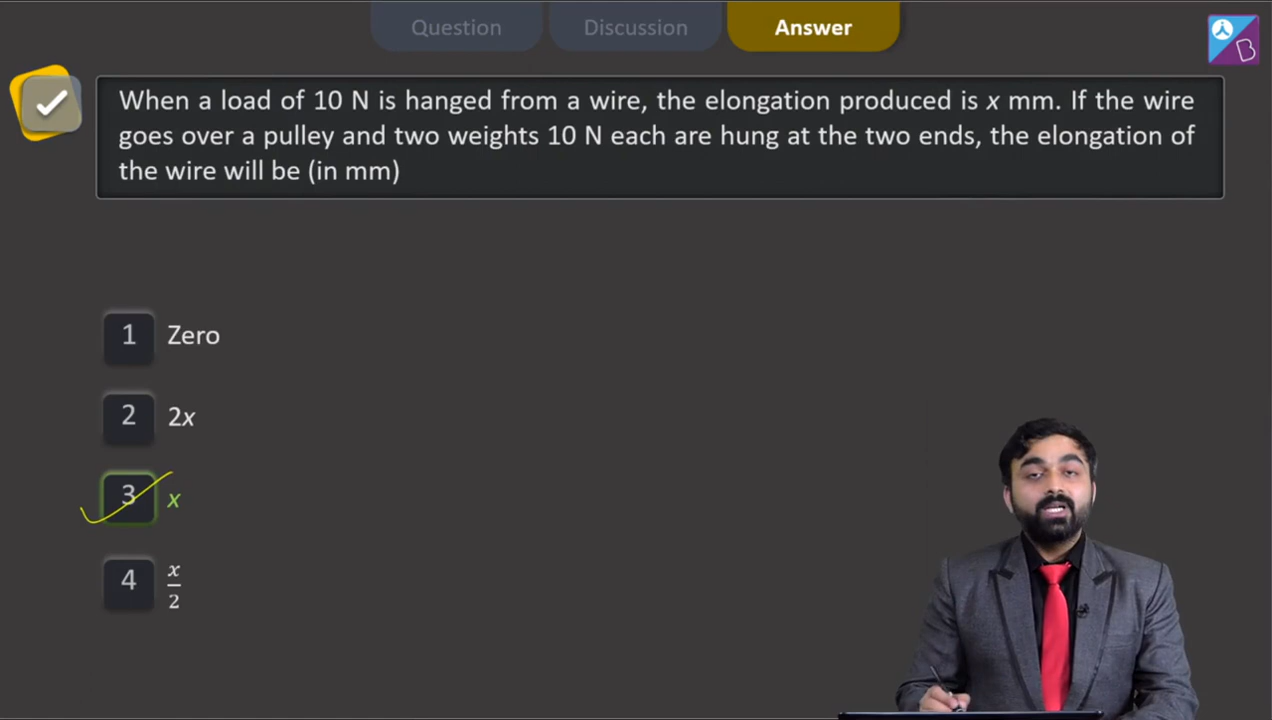 Question Discussion Answer
When a load of 10 N is hanged from a wire, the elongation produced is x mm. If the wire
goes over a pulley and two weights 10 N each are hung at the two ends, the elongation of
the wire will be (in mm)
1 Zero
2 2x
3 x
4 x/2
B